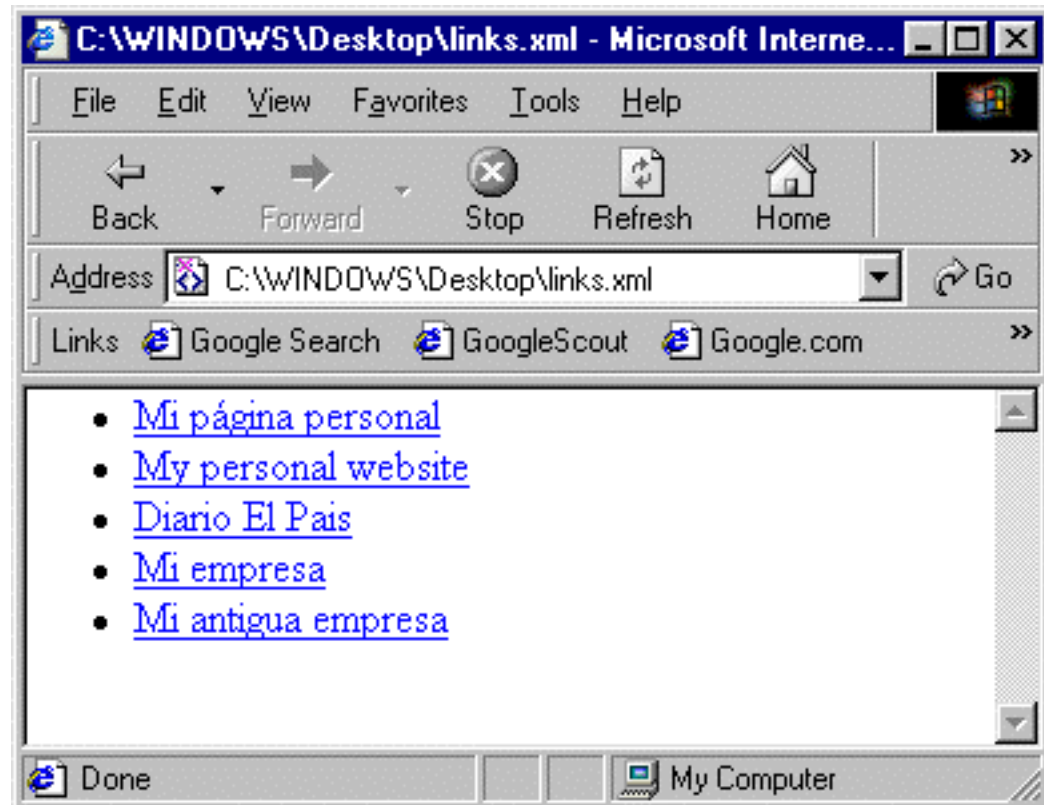 C:\WINDOWS\Desktop\links.xml - Microsoft Interne...
File Edit View Favorites Tools Help
Back Forward Stop Refresh Home »
Address C:\WINDOWS\Desktop\links.xml Go
Links Google Search GoogleScout Google.com »
Mi página personal
My personal website
Diario El Pais
Mi empresa
Mi antigua empresa
Done My Computer